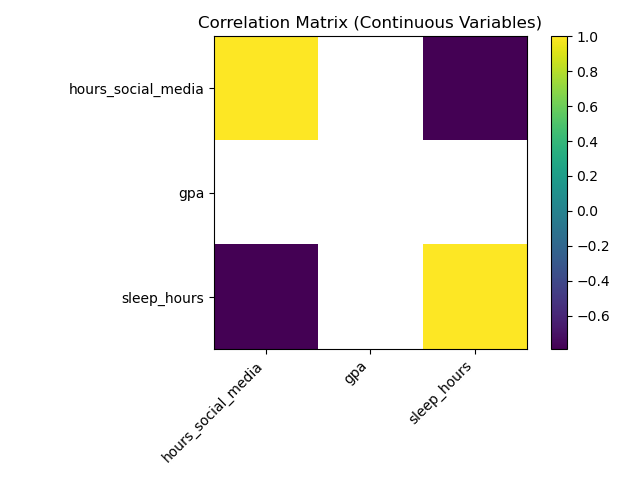 Correlation Matrix (Continuous Variables)
hours_social_media
gpa
sleep_hours
hours_social_media
gpa
sleep_hours
1.0
0.8
0.6
0.4
0.2
0.0
−0.2
−0.4
−0.6